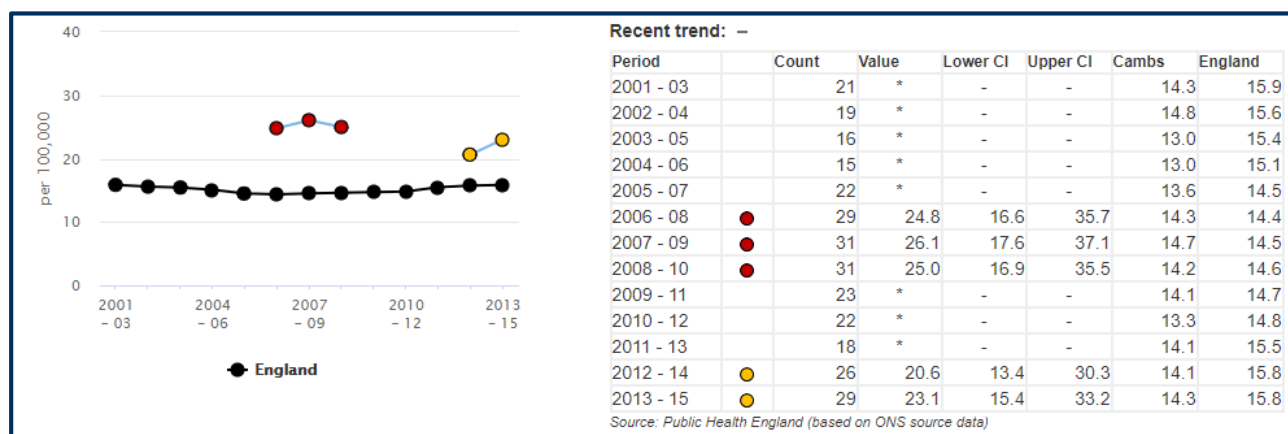 40
30
20
10
0
per 100,000
2001 2004 2007 2010 2013
- 03 - 06 - 09 - 12 - 15
England
Recent trend: –
Period Count Value Lower CI Upper CI Cambs England
2001 - 03 21 * - - 14.3 15.9
2002 - 04 19 * - - 14.8 15.6
2003 - 05 16 * - - 13.0 15.4
2004 - 06 15 * - - 13.0 15.1
2005 - 07 22 * - - 13.6 14.5
2006 - 08 29 24.8 16.6 35.7 14.3 14.4
2007 - 09 31 26.1 17.6 37.1 14.7 14.5
2008 - 10 31 25.0 16.9 35.5 14.2 14.6
2009 - 11 23 * - - 14.1 14.7
2010 - 12 22 * - - 13.3 14.8
2011 - 13 18 * - - 14.1 15.5
2012 - 14 26 20.6 13.4 30.3 14.1 15.8
2013 - 15 29 23.1 15.4 33.2 14.3 15.8
Source: Public Health England (based on ONS source data)